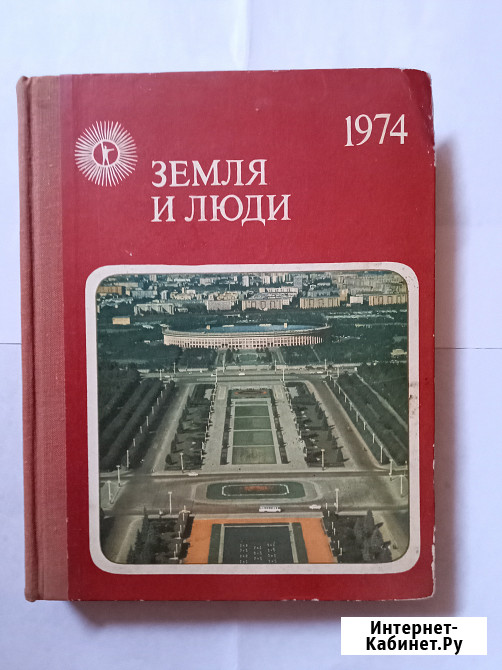 1974
ЗЕМЛЯ
И ЛЮДИ
Интернет-
Кабинет.Ру